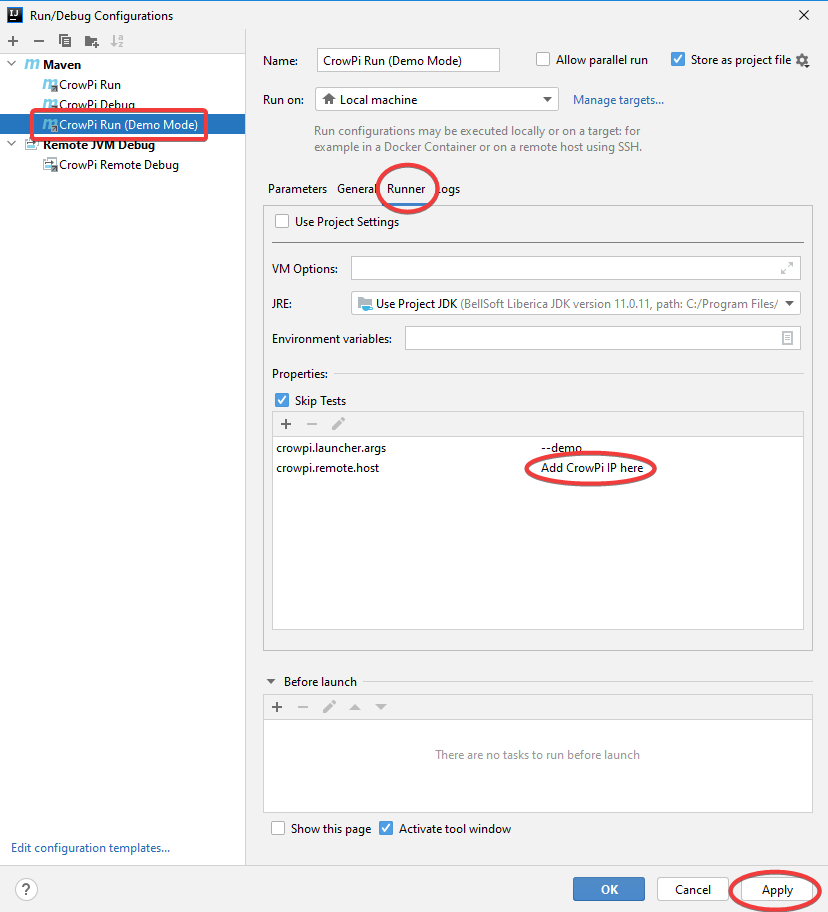 IJ Run/Debug Configurations
Maven
CrowPi Run
CrowPi Debug
CrowPi Run (Demo Mode)
Remote JVM Debug
CrowPi Remote Debug
Edit configuration templates...
Name: CrowPi Run (Demo Mode) Allow parallel run Store as project file
Run on: Local machine Manage targets...
Run configurations may be executed locally or on a target: for
example in a Docker Container or on a remote host using SSH.
Parameters General Runner Logs
Use Project Settings
VM Options:
JRE: Use Project JDK (BellSoft Liberica JDK version 11.0.11, path: C:/Program Files/
Environment variables:
Properties:
Skip Tests
crowpi.launcher.args --demo
crowpi.remote.host Add CrowPi IP here
Before launch
There are no tasks to run before launch
Show this page Activate tool window
? OK Cancel Apply